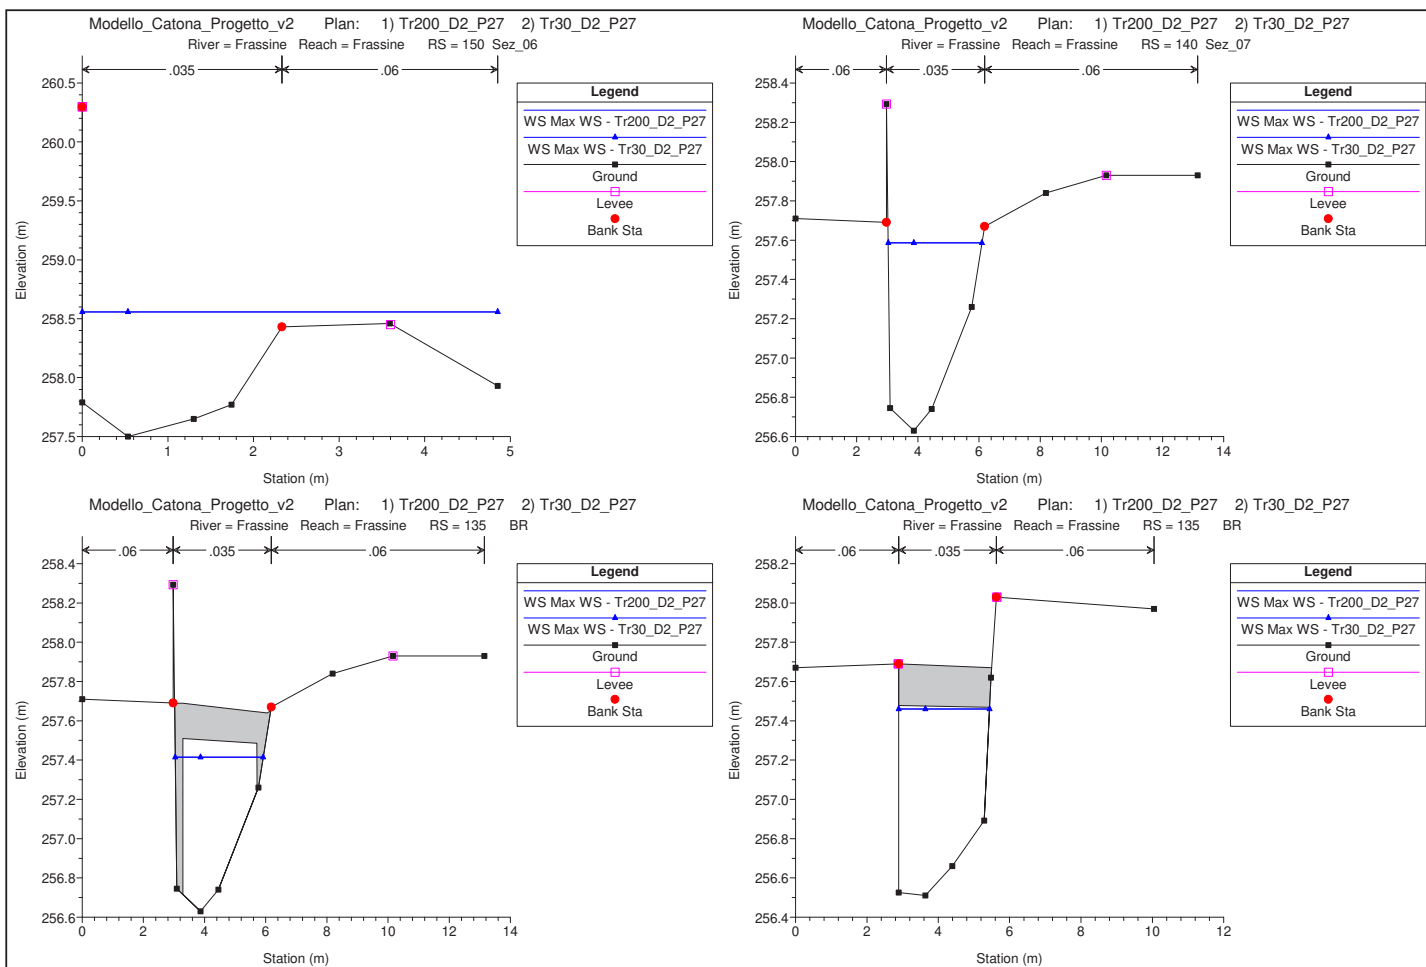 Modello_Catona_Progetto_v2 Plan: 1) Tr200_D2_P27 2) Tr30_D2_P27
River = Frassine Reach = Frassine RS = 150 Sez_06
.035
.06
260.5
260.0
259.5
259.0
258.5
258.0
257.5
Elevation (m)
0 1 2 3 4 5
Station (m)
Legend
WS Max WS - Tr200_D2_P27
WS Max WS - Tr30_D2_P27
Ground
Levee
Bank Sta
Modello_Catona_Progetto_v2 Plan: 1) Tr200_D2_P27 2) Tr30_D2_P27
River = Frassine Reach = Frassine RS = 140 Sez_07
.06
.035
.06
258.4
258.2
258.0
257.8
257.6
257.4
257.2
257.0
256.8
256.6
Elevation (m)
0 2 4 6 8 10 12 14
Station (m)
Legend
WS Max WS - Tr200_D2_P27
WS Max WS - Tr30_D2_P27
Ground
Levee
Bank Sta
Modello_Catona_Progetto_v2 Plan: 1) Tr200_D2_P27 2) Tr30_D2_P27
River = Frassine Reach = Frassine RS = 135 BR
.06
.035
.06
258.4
258.2
258.0
257.8
257.6
257.4
257.2
257.0
256.8
256.6
Elevation (m)
0 2 4 6 8 10 12 14
Station (m)
Legend
WS Max WS - Tr200_D2_P27
WS Max WS - Tr30_D2_P27
Ground
Levee
Bank Sta
Modello_Catona_Progetto_v2 Plan: 1) Tr200_D2_P27 2) Tr30_D2_P27
River = Frassine Reach = Frassine RS = 135 BR
.06
.035
.06
258.2
258.0
257.8
257.6
257.4
257.2
257.0
256.8
256.6
256.4
Elevation (m)
0 2 4 6 8 10 12
Station (m)
Legend
WS Max WS - Tr200_D2_P27
WS Max WS - Tr30_D2_P27
Ground
Levee
Bank Sta